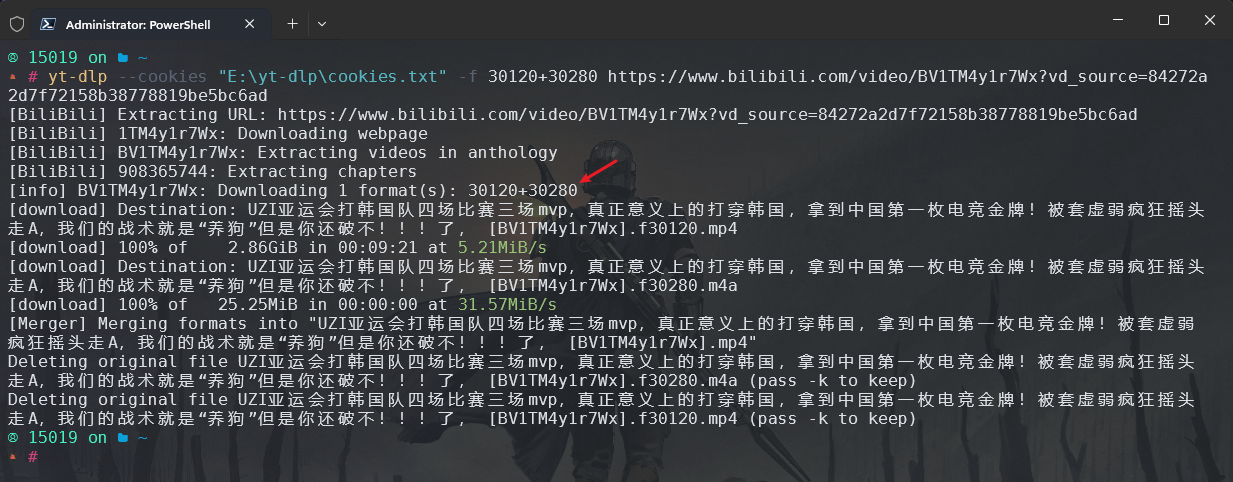 Administrator: PowerShell
15019 on ~
# yt-dlp --cookies "E:\yt-dlp\cookies.txt" -f 30120+30280 https://www.bilibili.com/video/BV1TM4y1r7Wx?vd_source=84272a
2d7f72158b38778819be5bc6ad
[BiliBili] Extracting URL: https://www.bilibili.com/video/BV1TM4y1r7Wx?vd_source=84272a2d7f72158b38778819be5bc6ad
[BiliBili] 1TM4y1r7Wx: Downloading webpage
[BiliBili] BV1TM4y1r7Wx: Extracting videos in anthology
[BiliBili] 908365744: Extracting chapters
[info] BV1TM4y1r7Wx: Downloading 1 format(s): 30120+30280
[download] Destination: UZI亚运会打韩国队四场比赛三场mvp，真正意义上的打穿韩国，拿到中国第一枚电竞金牌！被套虚弱疯狂摇头
走A，我们的战术就是“养狗”但是你还破不！！！了， [BV1TM4y1r7Wx].f30120.mp4
[download] 100% of    2.86GiB in 00:09:21 at 5.21MiB/s
[download] Destination: UZI亚运会打韩国队四场比赛三场mvp，真正意义上的打穿韩国，拿到中国第一枚电竞金牌！被套虚弱疯狂摇头
走A，我们的战术就是“养狗”但是你还破不！！！了， [BV1TM4y1r7Wx].f30280.m4a
[download] 100% of   25.25MiB in 00:00:00 at 31.57MiB/s
[Merger] Merging formats into "UZI亚运会打韩国队四场比赛三场mvp，真正意义上的打穿韩国，拿到中国第一枚电竞金牌！被套虚弱
疯狂摇头走A，我们的战术就是“养狗”但是你还破不！！！了， [BV1TM4y1r7Wx].mp4"
Deleting original file UZI亚运会打韩国队四场比赛三场mvp，真正意义上的打穿韩国，拿到中国第一枚电竞金牌！被套虚弱疯狂摇头
走A，我们的战术就是“养狗”但是你还破不！！！了， [BV1TM4y1r7Wx].f30280.m4a (pass -k to keep)
Deleting original file UZI亚运会打韩国队四场比赛三场mvp，真正意义上的打穿韩国，拿到中国第一枚电竞金牌！被套虚弱疯狂摇头
走A，我们的战术就是“养狗”但是你还破不！！！了， [BV1TM4y1r7Wx].f30120.mp4 (pass -k to keep)
15019 on ~
#